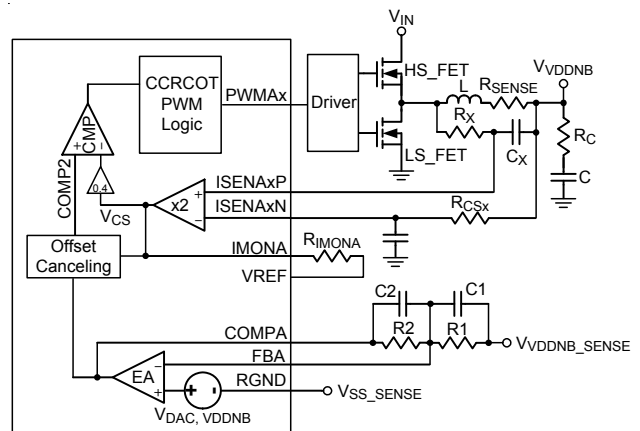 V_IN
HS_FET
L
R_SENSE
V_VDDNB
CCRCOT
PWM
Logic
PWMAx
Driver
R_X
C_X
R_C
C
LS_FET
CMP
+
-
COMP2
0.4
V_CS
x2
+
-
ISENAxP
ISENAxN
R_CSx
Offset
Canceling
IMONA
R_IMONA
VREF
C2
C1
COMPA
R2
R1
V_VDDNB_SENSE
FBA
EA
-
+
+
-
RGND
V_SS_SENSE
V_DAC, VDDNB